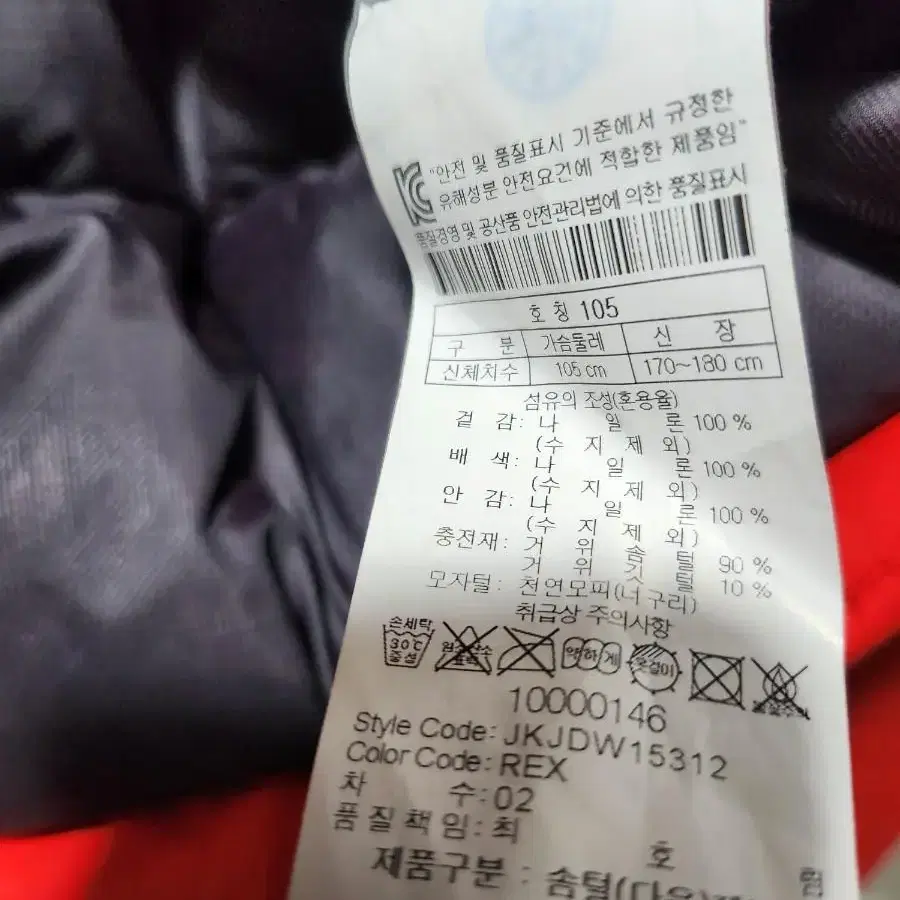 "안전 및 품질표시 기준에서 규정한
유해성분 안전요건에 적합한 제품임"
품질경영 및 공산품 안전관리법에 의한 품질표시
호 칭 105
구 분 가슴둘레 신 장
신체치수 105 cm 170~180 cm
섬유의 조성(혼용율)
겉 감: 나 일 론 100 %
(수 지 제 외)
배 색: 나 일 론 100 %
(수 지 제 외)
안 감: 나 일 론 100 %
(수 지 제 외)
충전재: 거 위 솜 털 90 %
거 위 깃 털 10 %
모자털: 천연모피(너구리)
취급상 주의사항
손세탁
30℃
중성
약하게
옷걸이
10000146
Style Code: JKJDW15312
Color Code: REX
차 수: 02
품 질 책 임: 최 호
제품구분 : 솜털(다운)